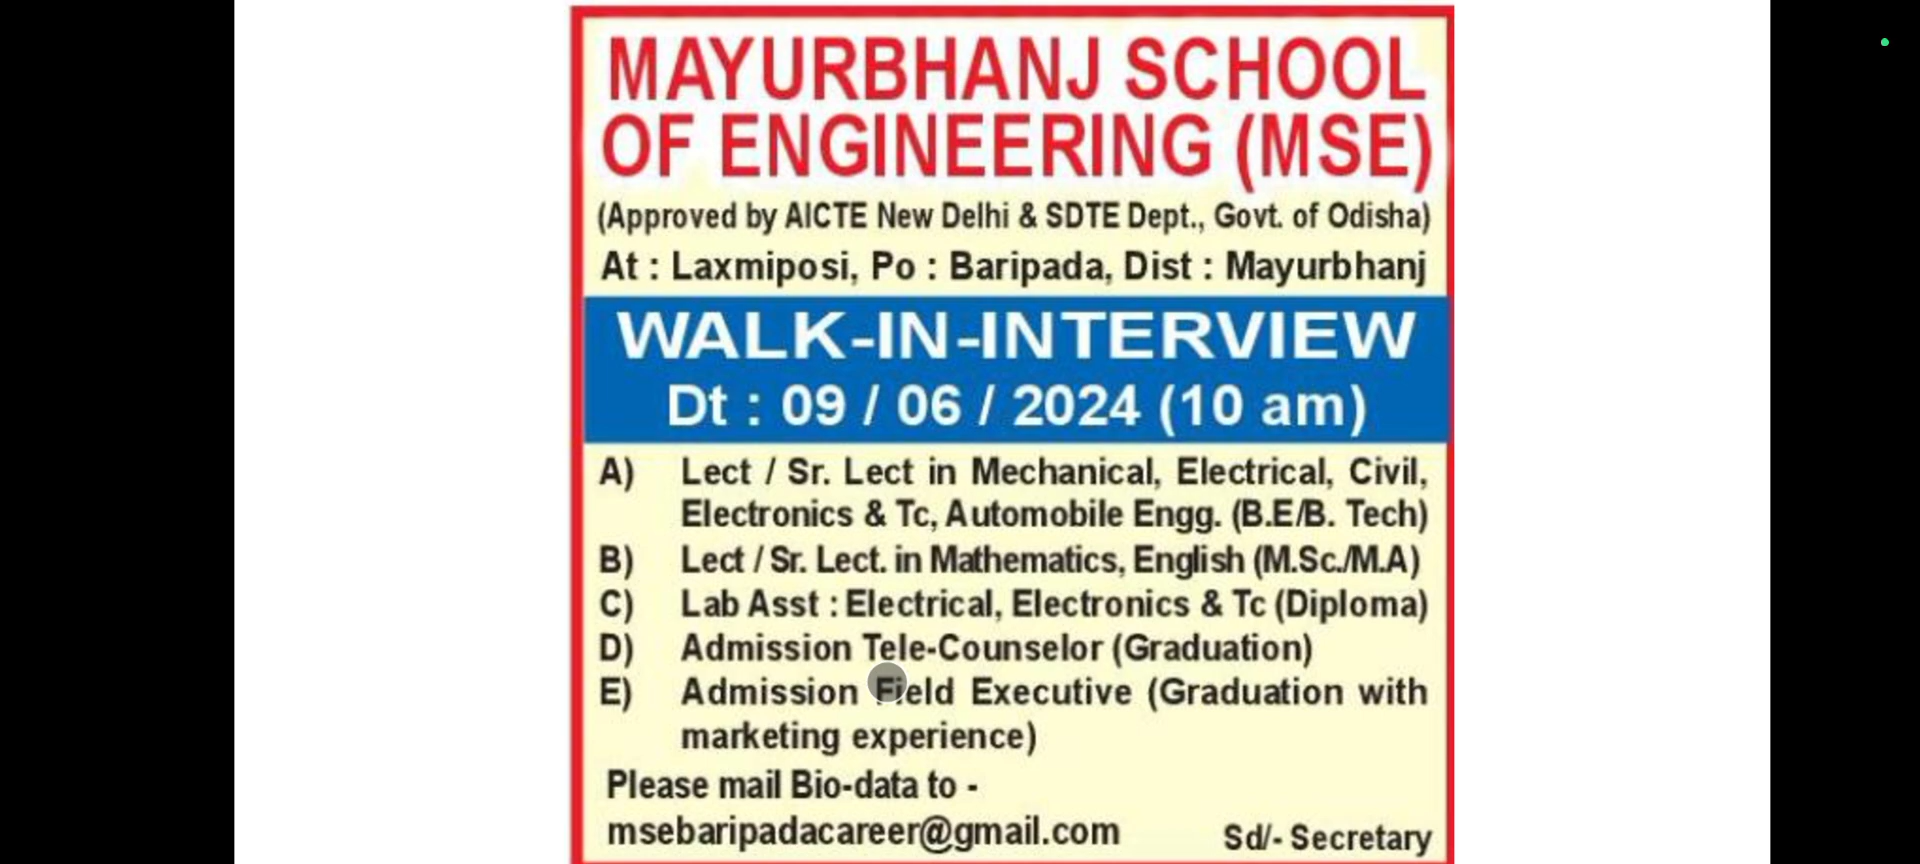 MAYURBHANJ SCHOOL
OF ENGINEERING (MSE)
(Approved by AICTE New Delhi & SDTE Dept., Govt. of Odisha)
At : Laxmiposi, Po : Baripada, Dist : Mayurbhanj
WALK-IN-INTERVIEW
Dt : 09 / 06 / 2024 (10 am)
A) Lect / Sr. Lect in Mechanical, Electrical, Civil,
Electronics & Tc, Automobile Engg. (B.E/B. Tech)
B) Lect / Sr. Lect. in Mathematics, English (M.Sc./M.A)
C) Lab Asst : Electrical, Electronics & Tc (Diploma)
D) Admission Tele-Counselor (Graduation)
E) Admission Field Executive (Graduation with
marketing experience)
Please mail Bio-data to -
msebaripadacareer@gmail.com
Sd/- Secretary